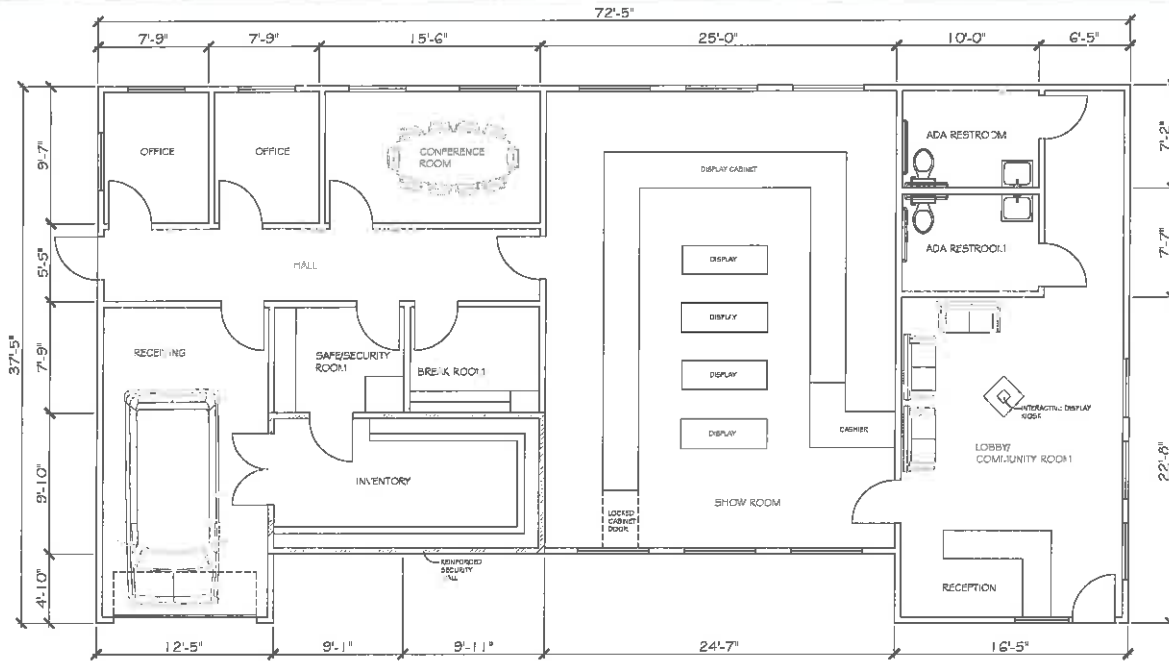 72'-5"
7'-9"
7'-9"
15'-6"
25'-0"
10'-0"
6'-5"
37'-5"
9'-7"
5'-5"
7'-9"
9'-10"
4'-10"
7'-2"
7'-7"
22'-8"
OFFICE
OFFICE
CONFERENCE
ROOM
DISPLAY CABINET
ADA RESTROOM
ADA RESTROOM
HALL
DISPLAY
DISPLAY
DISPLAY
DISPLAY
RECEIVING
SAFE/SECURITY
ROOM
BREAK ROOM
INVENTORY
CASHIER
INTERACTIVE DISPLAY
KIOSK
LOBBY/
COMMUNITY ROOM
SHOW ROOM
LOCKED
CABINET
DOOR
REINFORCED
SECURITY
WALL
RECEPTION
12'-5"
9'-1"
9'-11"
24'-7"
16'-5"